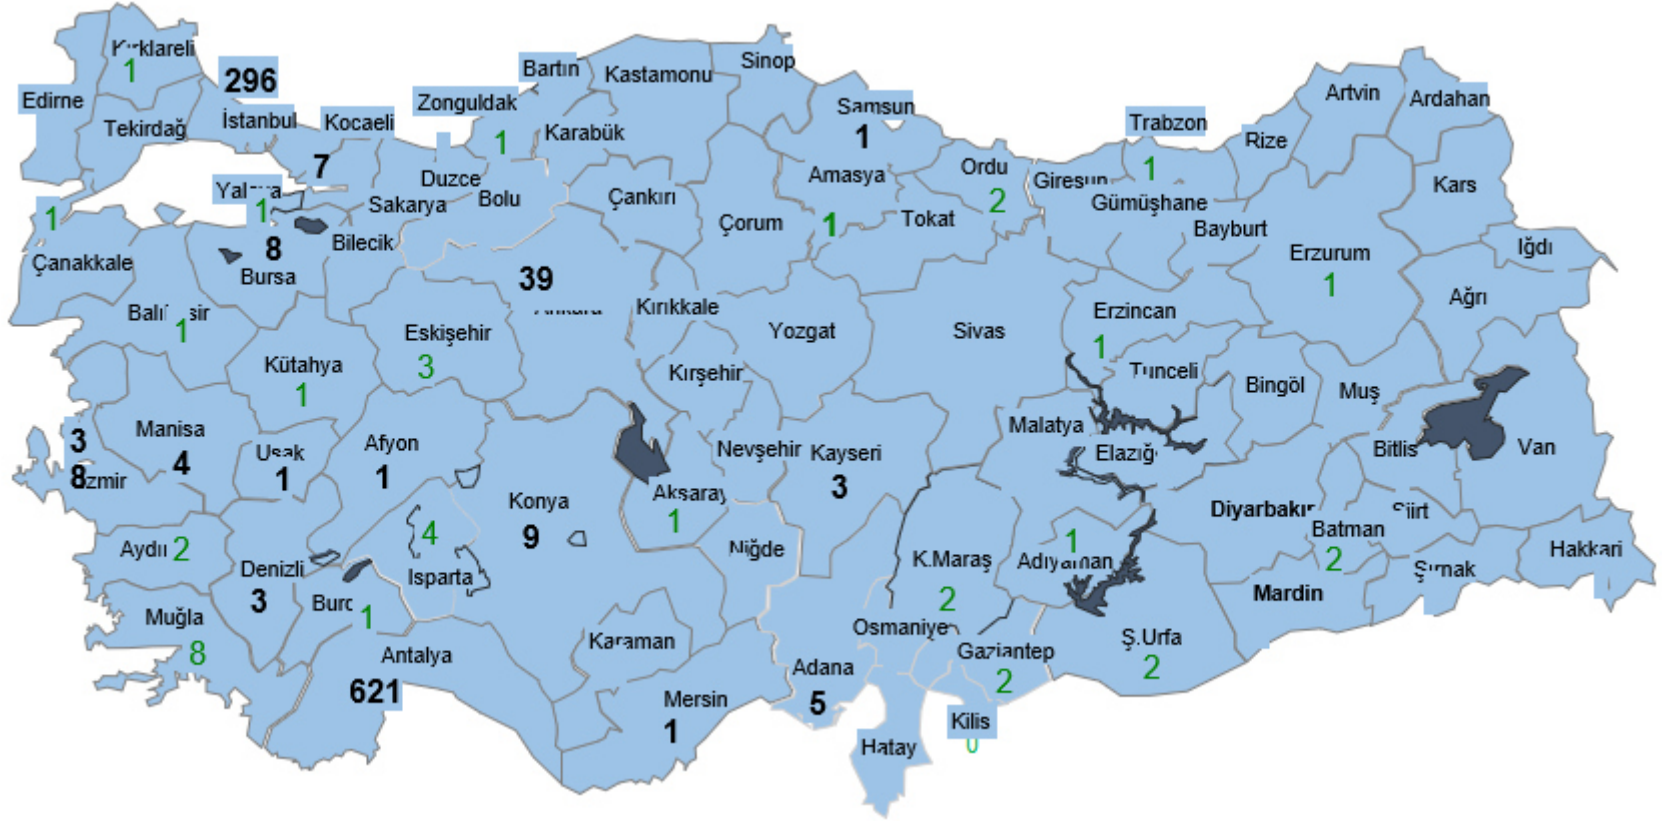 Kırklareli
1
Edirne
Tekirdağ
296
İstanbul
Kocaeli
7
Zonguldak
1
Bartın
Kastamonu
Sinop
Karabük
Samsun
1
Trabzon
1
Rize
Artvin
Ardahan
Kars
Duzce
Bolu
Sakarya
Çankırı
Amasya
1
Ordu
2
Giresun
Gümüşhane
Bayburt
Çorum
Tokat
1
1
Bilecik
8
Bursa
Çanakkale
39
Erzurum
1
Iğdı
Ağrı
1
Eskişehir
3
Kırıkkale
Yozgat
Sivas
Erzincan
1
Kütahya
1
Kırşehir
Tunceli
Bingöl
Muş
Manisa
4
3
8
Uşak
1
Afyon
1
Konya
9
Nevşehir
Kayseri
3
Malatya
Elazığ
Bitlis
Van
Aksaray
1
Niğde
Diyarbakır
Batman
2
Hakkari
Aydı
2
Denizli
3
4
Isparta
K.Maraş
2
1
Adıyaman
Mardin
Muğla
8
1
Antalya
621
Karaman
Mersin
1
Adana
5
Osmaniye
Gaziantep
2
Ş.Urfa
2
Kilis
0
Hatay